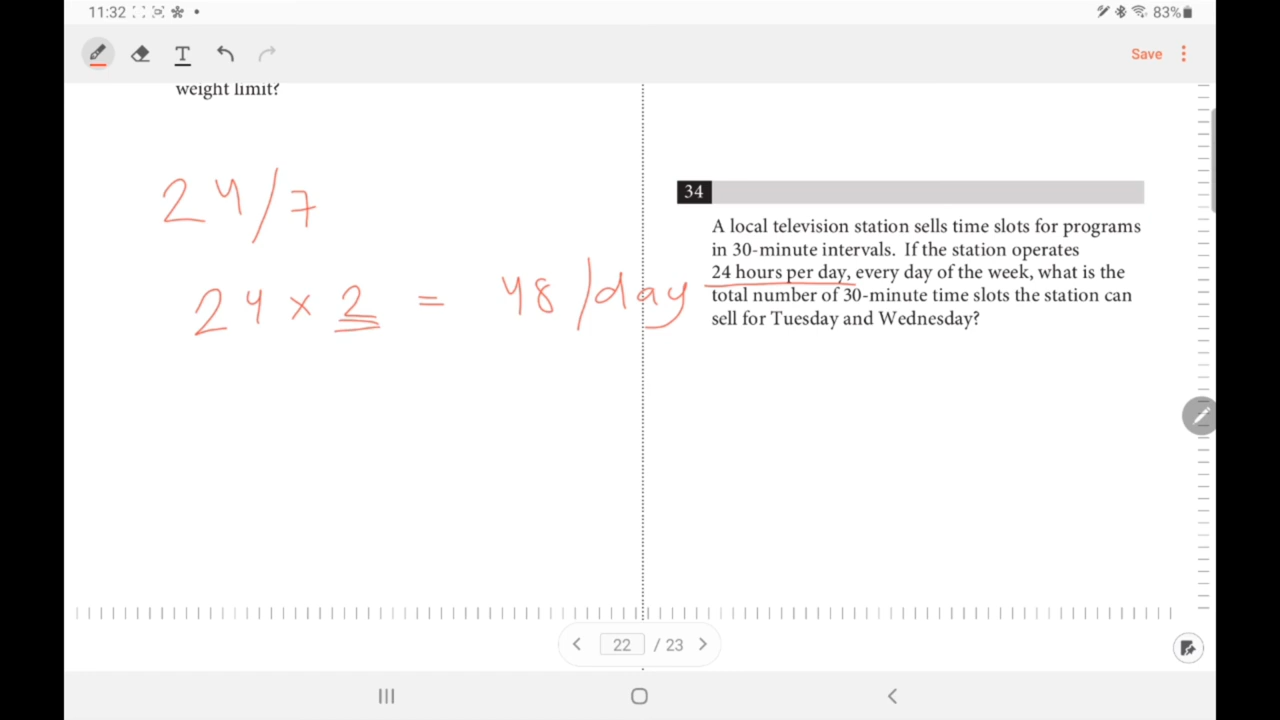 11:32
83%
T
Save
weight limit?
24/7
24 × 2 = 48/day
34
A local television station sells time slots for programs
in 30-minute intervals. If the station operates
24 hours per day, every day of the week, what is the
total number of 30-minute time slots the station can
sell for Tuesday and Wednesday?
22 / 23